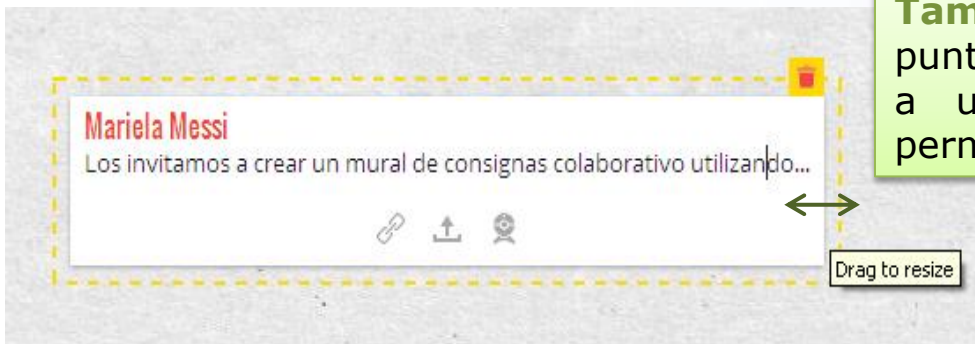 Mariela Messi
Los invitamos a crear un mural de consignas colaborativo utilizando...
Drag to resize
a